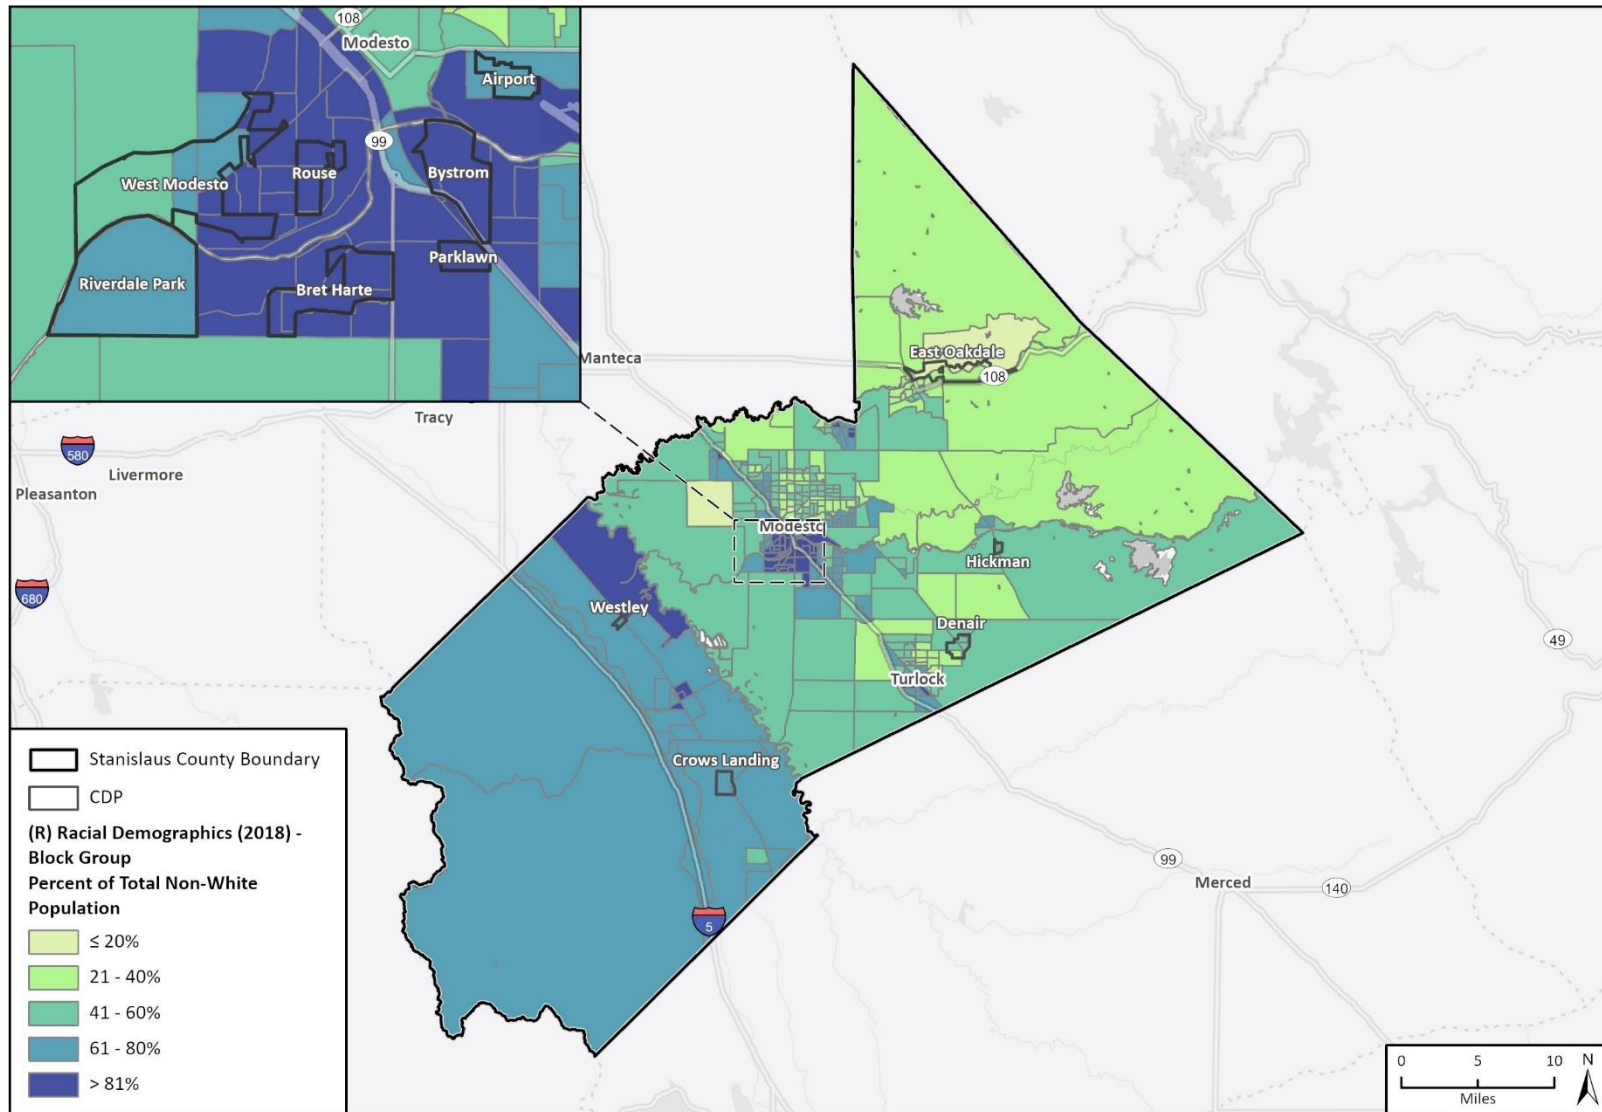 108
Modesto
Airport
99
West Modesto
Rouse
Bystrom
Parklawn
Riverdale Park
Bret Harte
Manteca
Tracy
580
Livermore
Pleasanton
680
East Oakdale
108
Modesto
Hickman
Westley
Denair
Turlock
49
Crows Landing
5
99
Merced
140
Stanislaus County Boundary
CDP
(R) Racial Demographics (2018) -
Block Group
Percent of Total Non-White
Population
≤ 20%
21 - 40%
41 - 60%
61 - 80%
> 81%
0 5 10
Miles
N